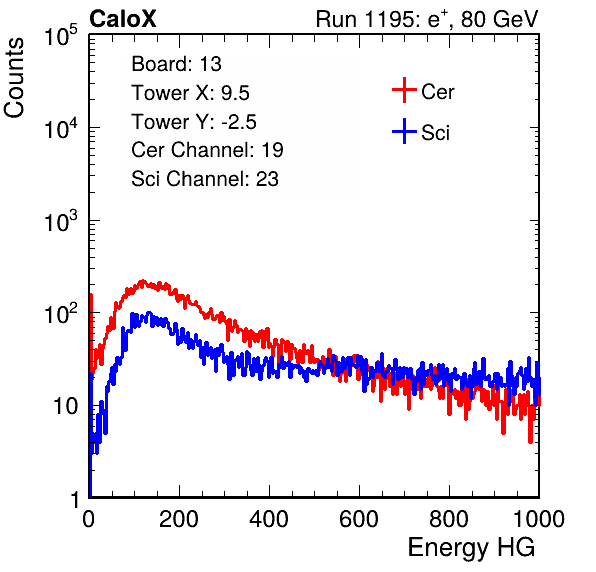 CaloX Run 1195: e⁺, 80 GeV
Board: 13
Tower X: 9.5
Tower Y: -2.5
Cer Channel: 19
Sci Channel: 23
Cer
Sci
Counts
10⁵
10⁴
10³
10²
10
1
0 200 400 600 800 1000
Energy HG